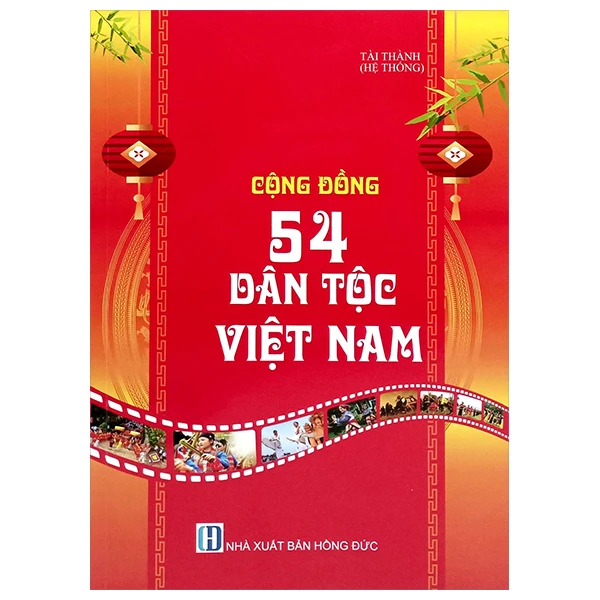 TÀI THÀNH
(HỆ THỐNG)
CỘNG ĐỒNG
54
DÂN TỘC
VIỆT NAM
NHÀ XUẤT BẢN HỒNG ĐỨC